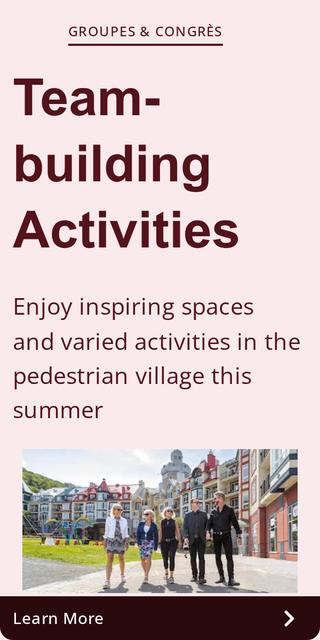 GROUPES & CONGRÈS
Team-
building
Activities
Enjoy inspiring spaces
and varied activities in the
pedestrian village this
summer
Learn More